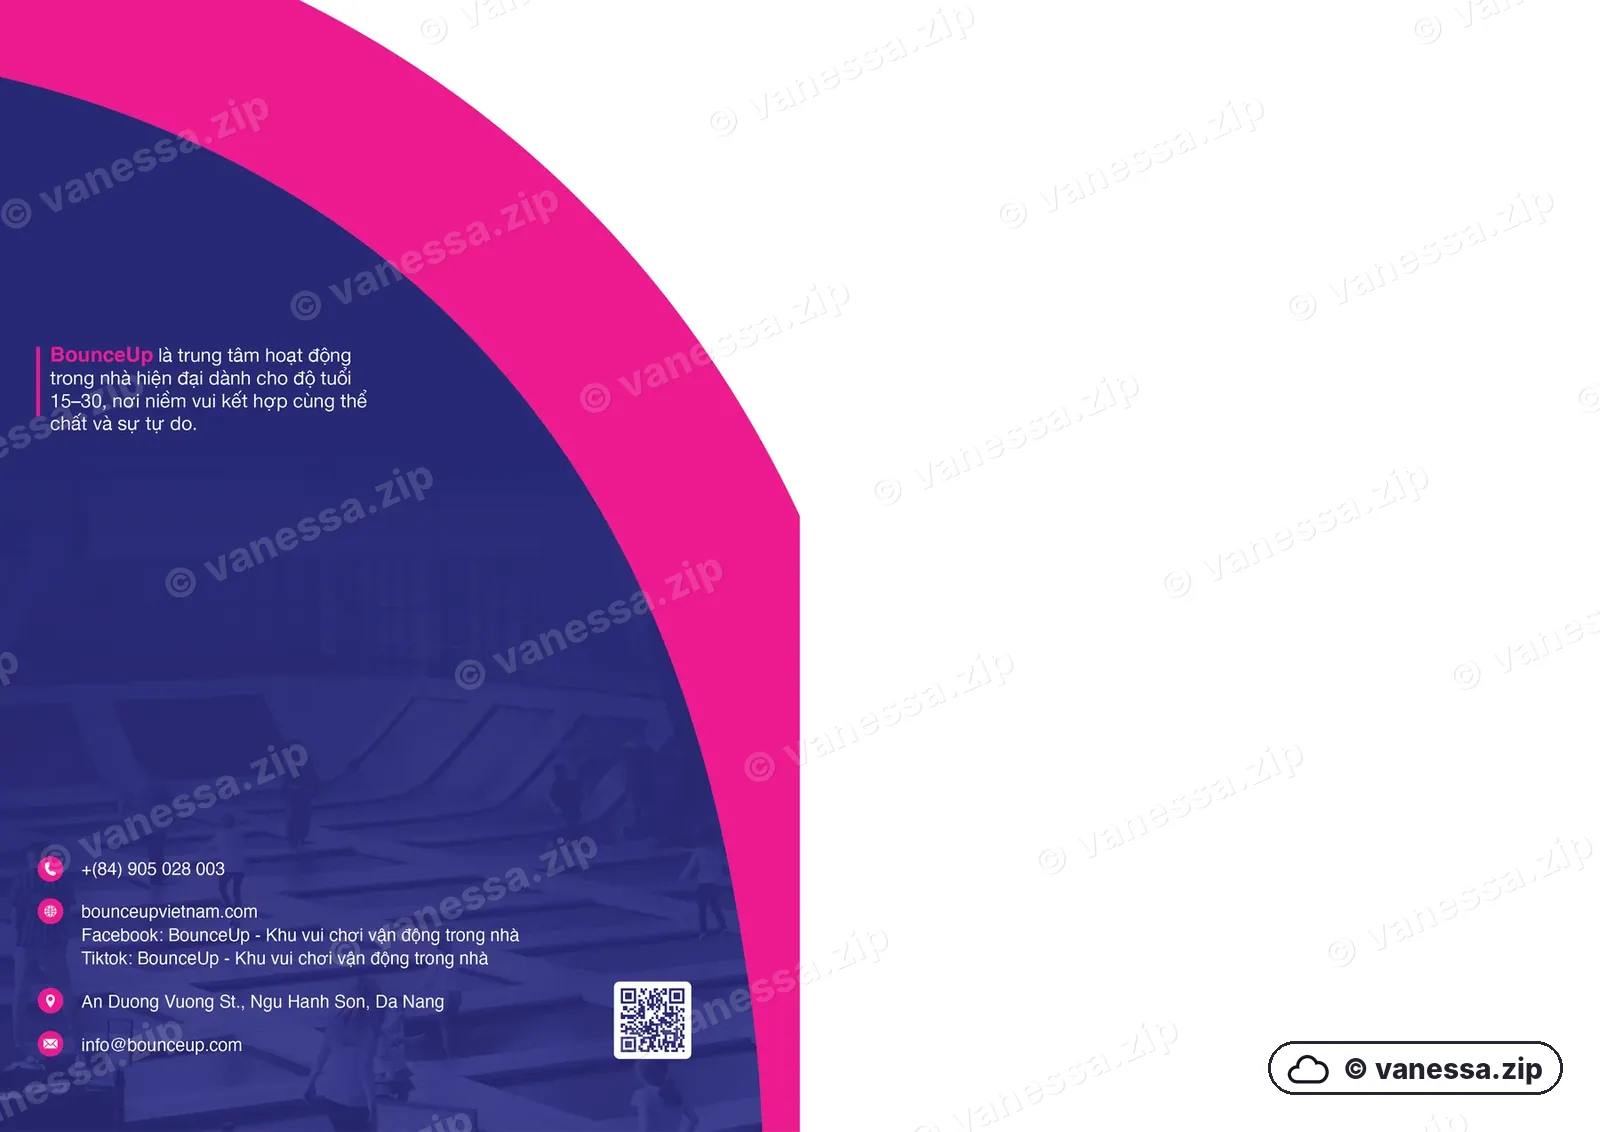 BounceUp là trung tâm hoạt động
trong nhà hiện đại dành cho độ tuổi
15–30, nơi niềm vui kết hợp cùng thể
chất và sự tự do.
+(84) 905 028 003
bounceupvietnam.com
Facebook: BounceUp - Khu vui chơi vận động trong nhà
Tiktok: BounceUp - Khu vui chơi vận động trong nhà
An Duong Vuong St., Ngu Hanh Son, Da Nang
info@bounceup.com
© vanessa.zip